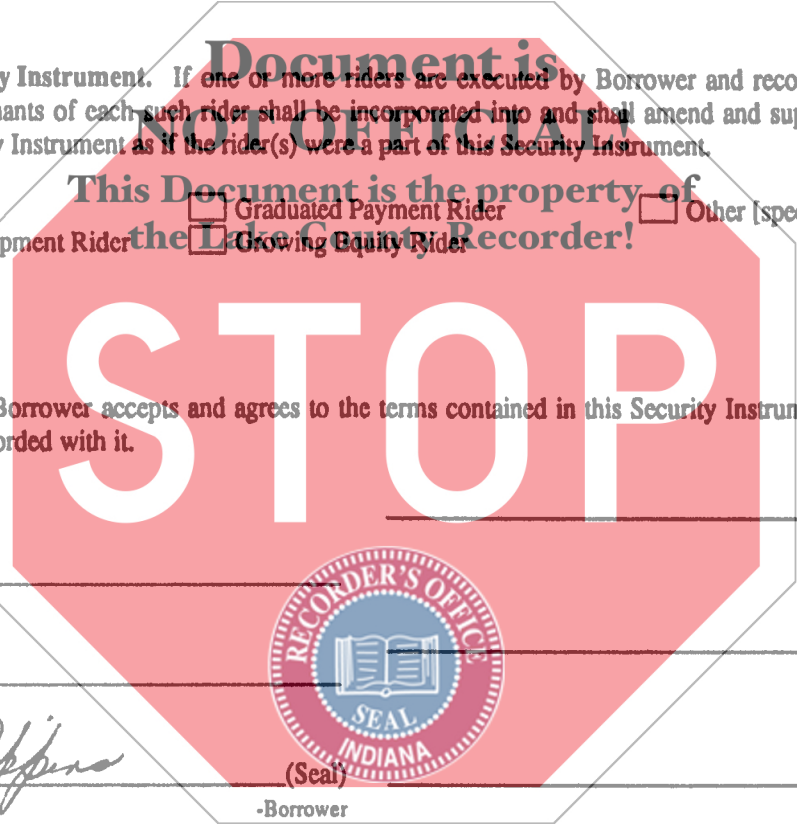 Document is
y Instrument. If one or more riders are executed by Borrower and reco
nants of each such rider shall be incorporated into and shall amend and sup
NOT OFFICIAL!
y Instrument as if the rider(s) were a part of this Security Instrument.
This Document is the property of
Graduated Payment Rider Other [spec
the Lake County Recorder!
pment Rider Growing Equity Rider
STOP
Borrower accepts and agrees to the terms contained in this Security Instrum
orded with it.
RECORDER'S OFFICE
SEAL
INDIANA
(Seal)
-Borrower